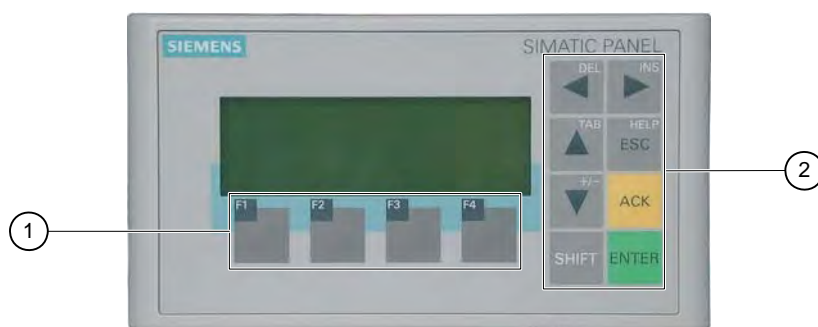 SIEMENS
SIMATIC PANEL
DEL
INS
TAB
HELP
ESC
+/-
ACK
SHIFT
ENTER
F1
F2
F3
F4
1
2